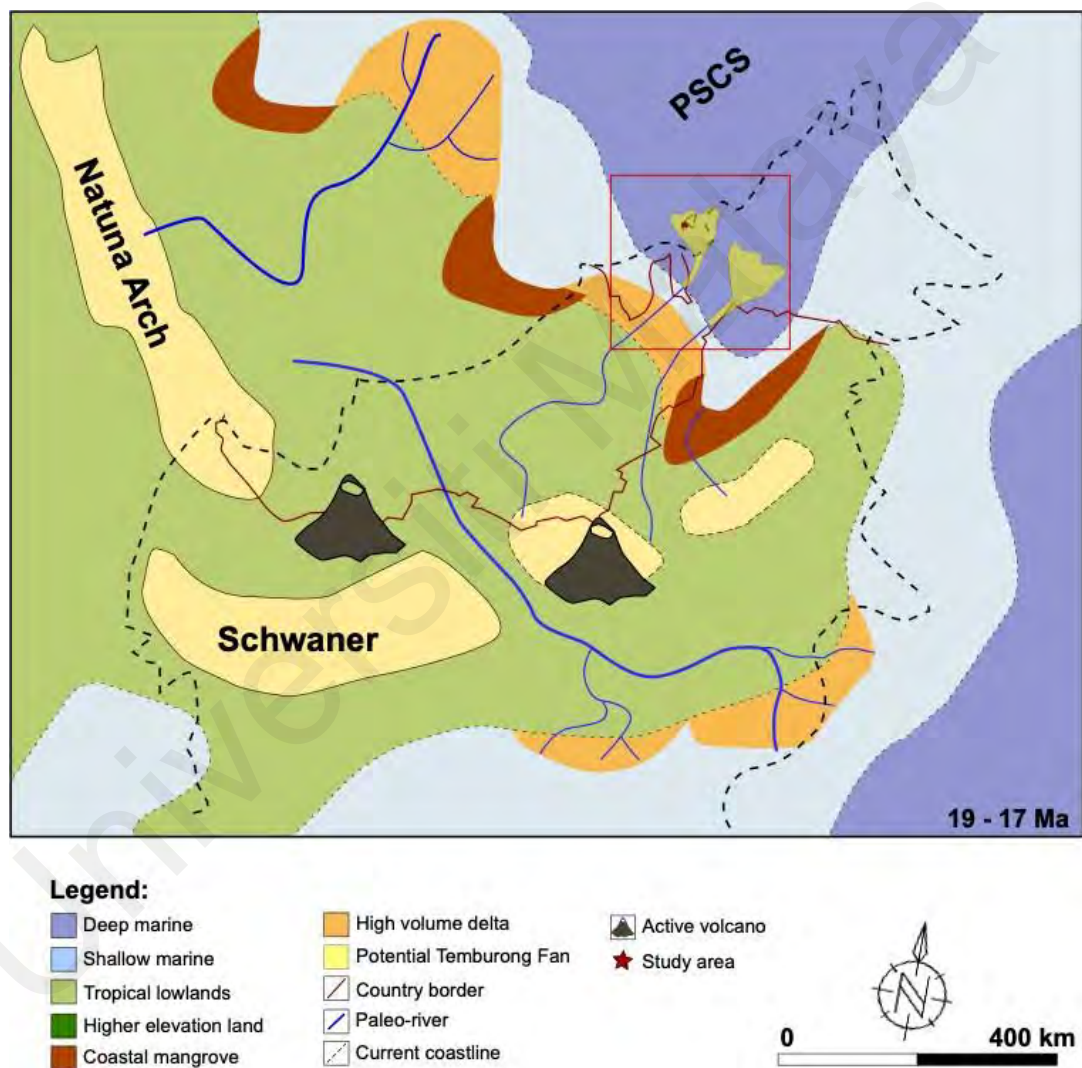 PSCS
Natuna Arch
Schwaner
19 - 17 Ma
Universiti Malaya
Legend:
Deep marine
Shallow marine
Tropical lowlands
Higher elevation land
Coastal mangrove
High volume delta
Potential Temburong Fan
Country border
Paleo-river
Current coastline
Active volcano
Study area
N
0 400 km